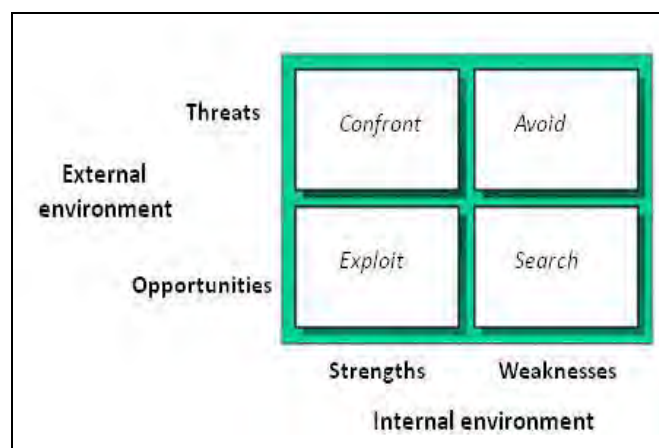 Threats
Confront
Avoid
External
environment
Exploit
Search
Opportunities
Strengths
Weaknesses
Internal environment